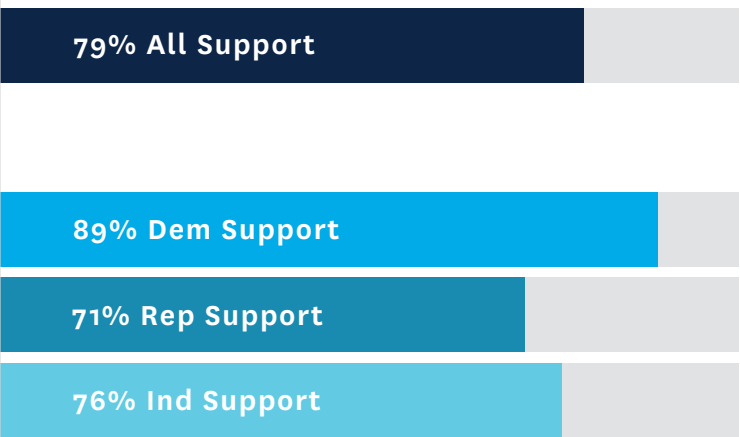 79% All Support
89% Dem Support
71% Rep Support
76% Ind Support